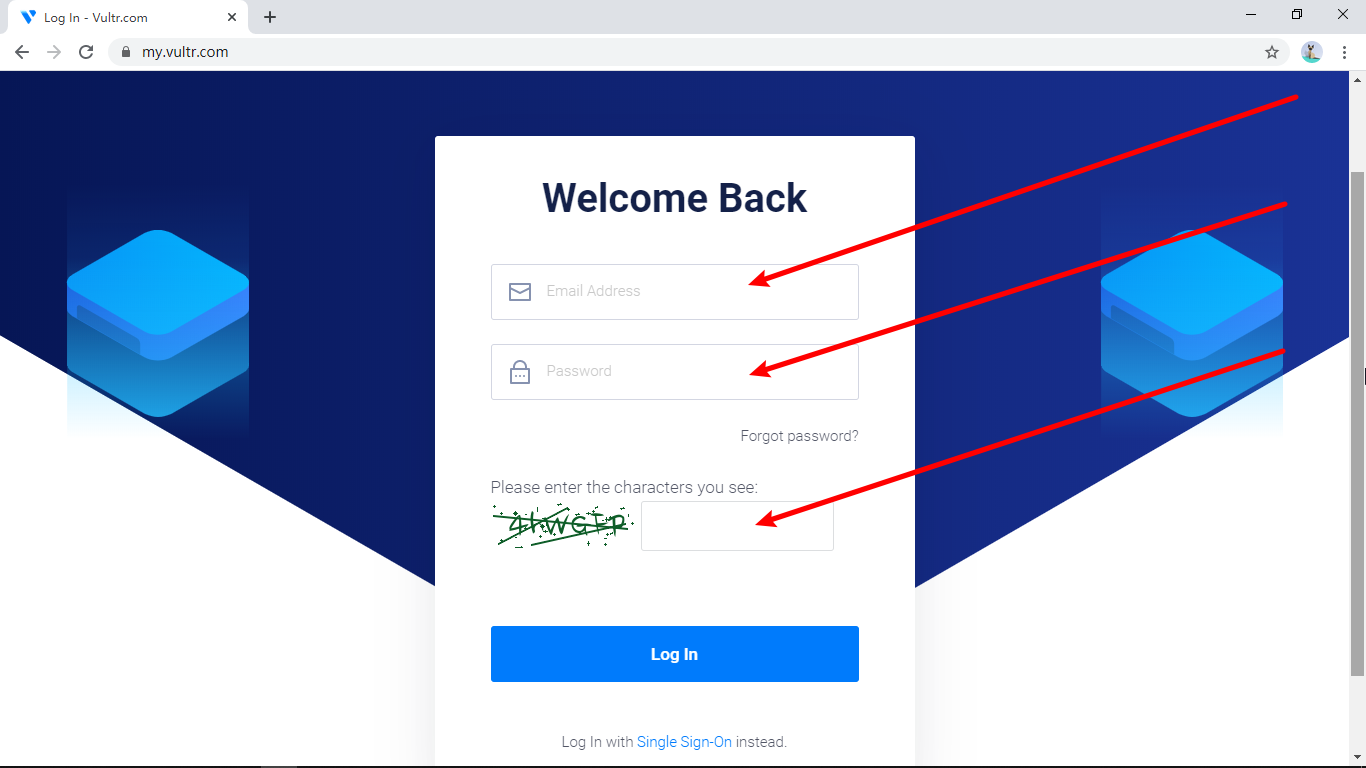 Log In - Vultr.com
my.vultr.com
Welcome Back
Email Address
Password
Forgot password?
Please enter the characters you see:
Log In
Log In with Single Sign-On instead.